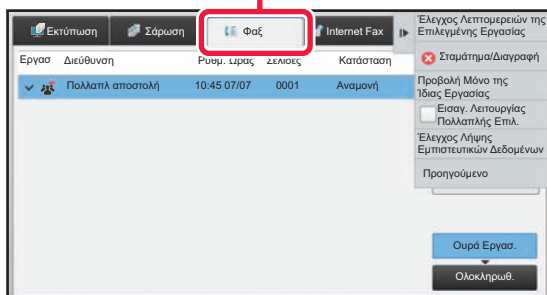 Εκτύπωση
Σάρωση
Φαξ
Internet Fax
Εργασ Διεύθυνση Ρυθμ. Ώρας Σελίδες Κατάσταση
Πολλαπλ αποστολή 10:45 07/07 0001 Αναμονή
Έλεγχος Λεπτομερειών της
Επιλεγμένης Εργασίας
Σταμάτημα/Διαγραφή
Προβολή Μόνο της
Ίδιας Εργασίας
Εισαγ. Λειτουργίας
Πολλαπλής Επιλ.
Έλεγχος Λήψης
Εμπιστευτικών Δεδομένων
Προηγούμενο
Ουρά Εργασ.
Ολοκληρωθ.